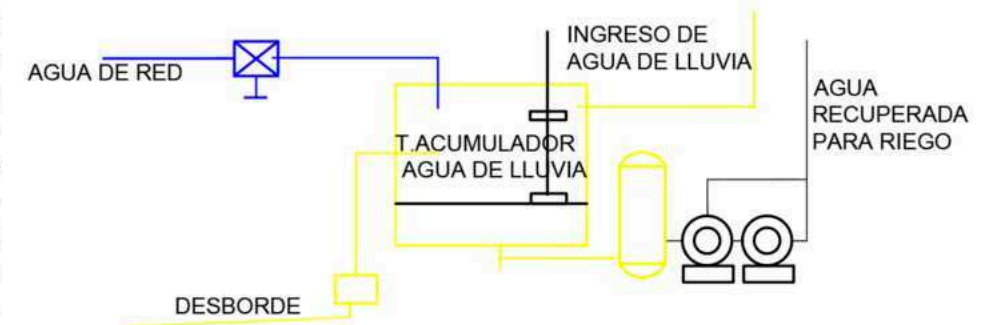 INGRESO DE
AGUA DE LLUVIA
AGUA DE RED
AGUA
RECUPERADA
PARA RIEGO
T.ACUMULADOR
AGUA DE LLUVIA
DESBORDE